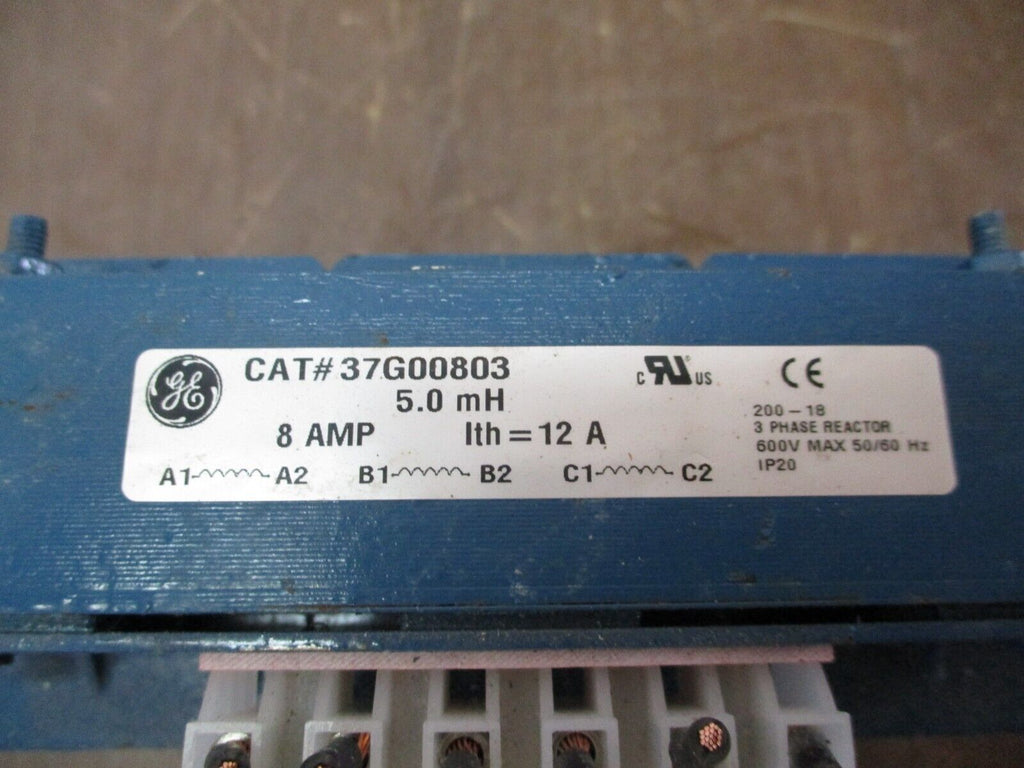 GE CAT# 37G00803
5.0 mH
8 AMP Ith = 12 A
A1 A2 B1 B2 C1 C2
c RU US CE
200-18
3 PHASE REACTOR
600V MAX 50/60 Hz
IP20